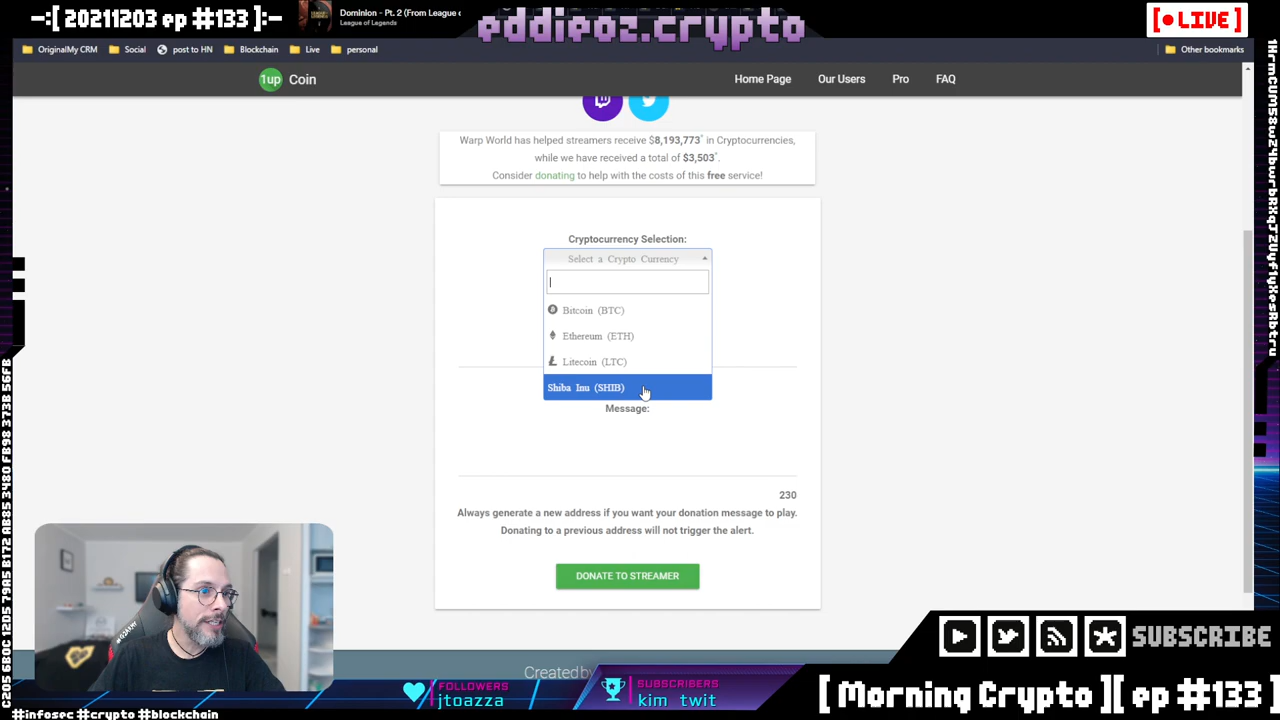 -:[ 20211203 ep #133 ]:-
Dominion - Pt. 2 (From League c
League of Legends
eddieoz.crypto
[•LIVE]
OriginalMy CRM
Social
post to HN
Blockchain
Live
personal
Other bookmarks
1up Coin
Home Page
Our Users
Pro
FAQ
Warp World has helped streamers receive $8,193,773* in Cryptocurrencies,
while we have received a total of $3,503*.
Consider donating to help with the costs of this free service!
Cryptocurrency Selection:
Select a Crypto Currency
Bitcoin (BTC)
Ethereum (ETH)
Litecoin (LTC)
Shiba Inu (SHIB)
Message:
230
Always generate a new address if you want your donation message to play.
Donating to a previous address will not trigger the alert.
DONATE TO STREAMER
Created by
SUBSCRIBE
FOLLOWERS
jtoazza
SUBSCRIBERS
kim twit
[ Morning Crypto ][ ep #133 ]
#infosec #crypto #blockchain